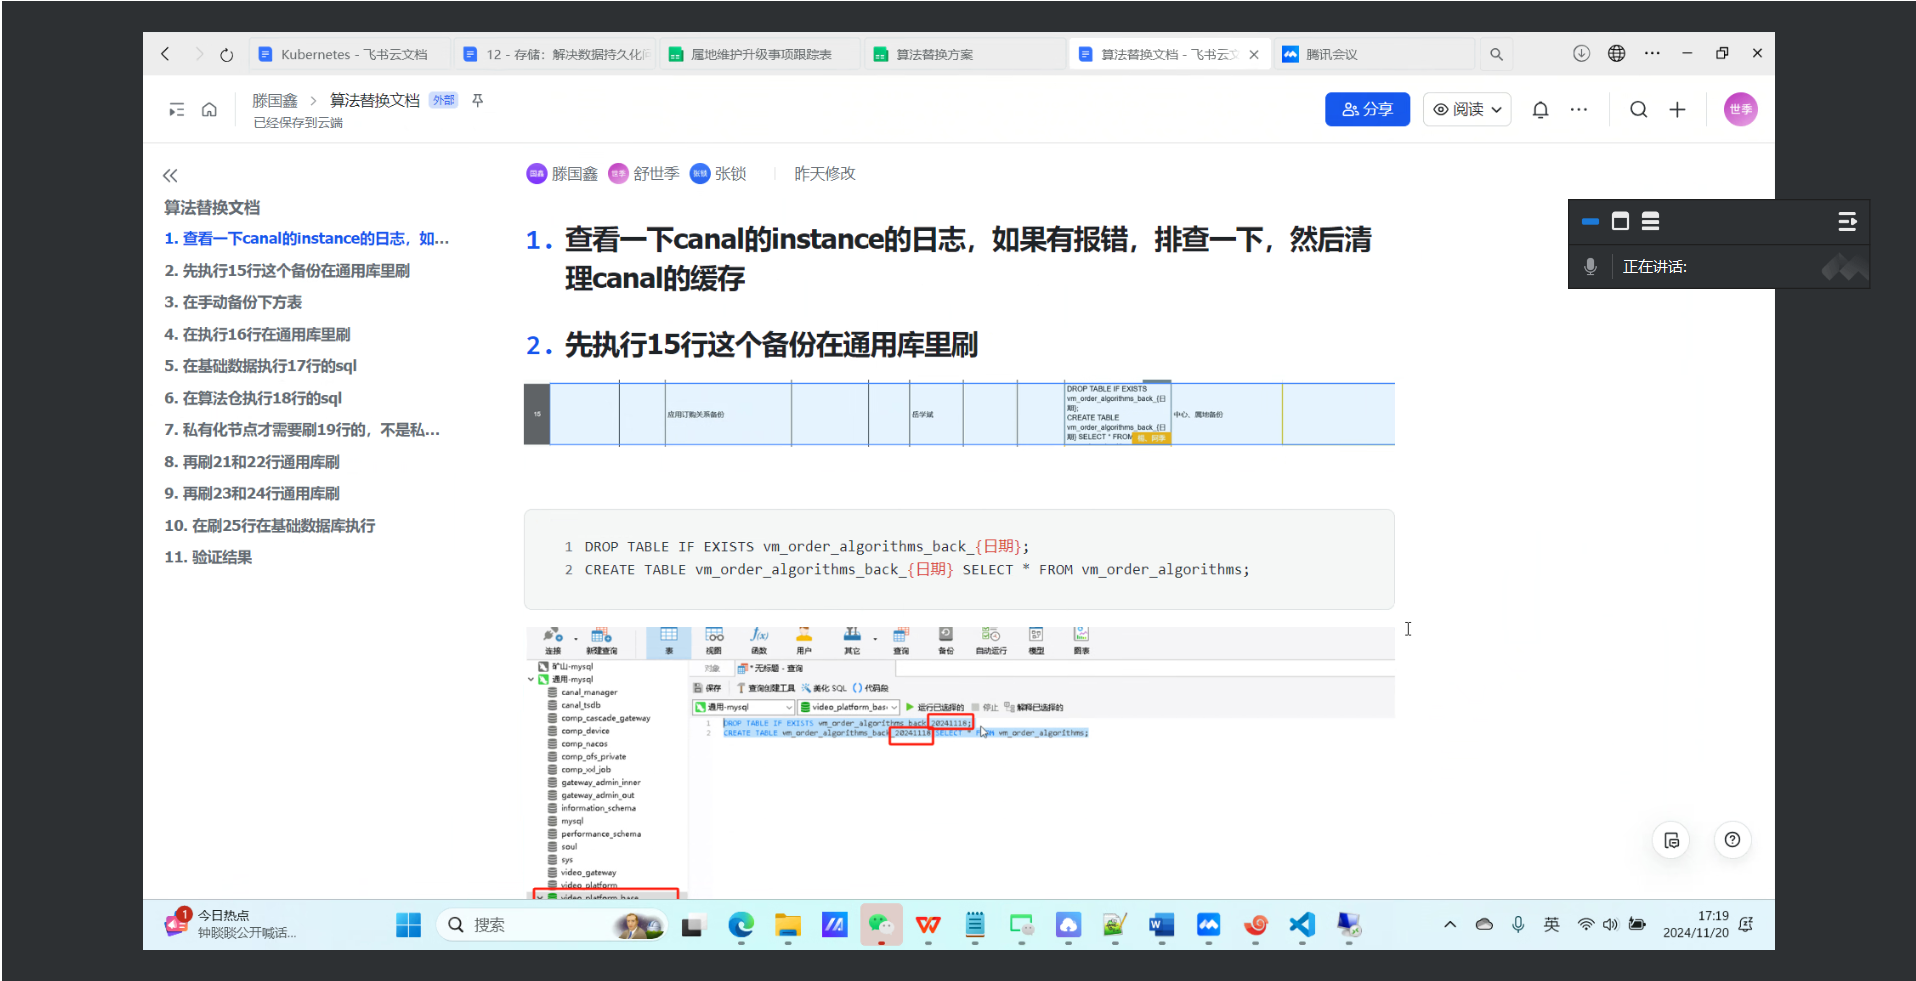 Kubernetes - 飞书云文档
12 - 存储：解决数据持久化问
属地维护升级事项跟踪表
算法替换方案
算法替换文档 - 飞书云文
腾讯会议
滕国鑫 > 算法替换文档 外部
已经保存到云端
分享
阅读
世季
算法替换文档
1. 查看一下canal的instance的日志，如...
2. 先执行15行这个备份在通用库里刷
3. 在手动备份下方表
4. 在执行16行在通用库里刷
5. 在基础数据执行17行的sql
6. 在算法仓执行18行的sql
7. 私有化节点才需要刷19行的，不是私...
8. 再刷21和22行通用库刷
9. 再刷23和24行通用库刷
10. 在刷25行在基础数据库执行
11. 验证结果
国鑫 滕国鑫 世季 舒世季 张锁 张锁 昨天修改
1. 查看一下canal的instance的日志，如果有报错，排查一下，然后清
理canal的缓存
2. 先执行15行这个备份在通用库里刷
15
应用订购关系备份
岳学斌
DROP TABLE IF EXISTS
vm_order_algorithms_back_{日
期};
CREATE TABLE
vm_order_algorithms_back_{日
期} SELECT * FROM
中心、属地备份
1 DROP TABLE IF EXISTS vm_order_algorithms_back_{日期};
2 CREATE TABLE vm_order_algorithms_back_{日期} SELECT * FROM vm_order_algorithms;
连接 新建查询 表 视图 函数 用户 其它 查询 备份 自动运行 模型 图表
矿山-mysql
通用-mysql
canal_manager
canal_tsdb
comp_cascade_gateway
comp_device
comp_nacos
comp_ofs_private
comp_xxl_job
gateway_admin_inner
gateway_admin_out
information_schema
mysql
performance_schema
soul
sys
video_gateway
video_platform
video_platform_base
对象 * 无标题 - 查询
保存 查询创建工具 美化 SQL () 代码段
通用-mysql video_platform_bas 运行已选择的 停止 解释已选择的
1 DROP TABLE IF EXISTS vm_order_algorithms_back_20241118;
2 CREATE TABLE vm_order_algorithms_back_20241118 SELECT * FROM vm_order_algorithms;
正在讲话:
1
今日热点
钟睒睒公开喊话...
搜索
英
17:19
2024/11/20